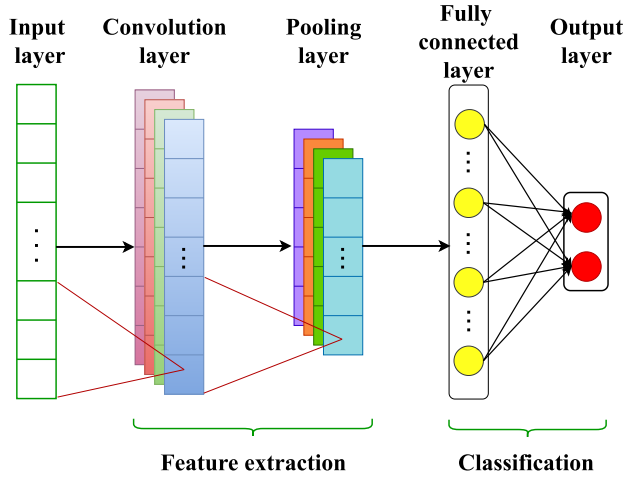 Input
layer
Convolution
layer
Pooling
layer
Fully
connected
layer
Output
layer
Feature extraction
Classification